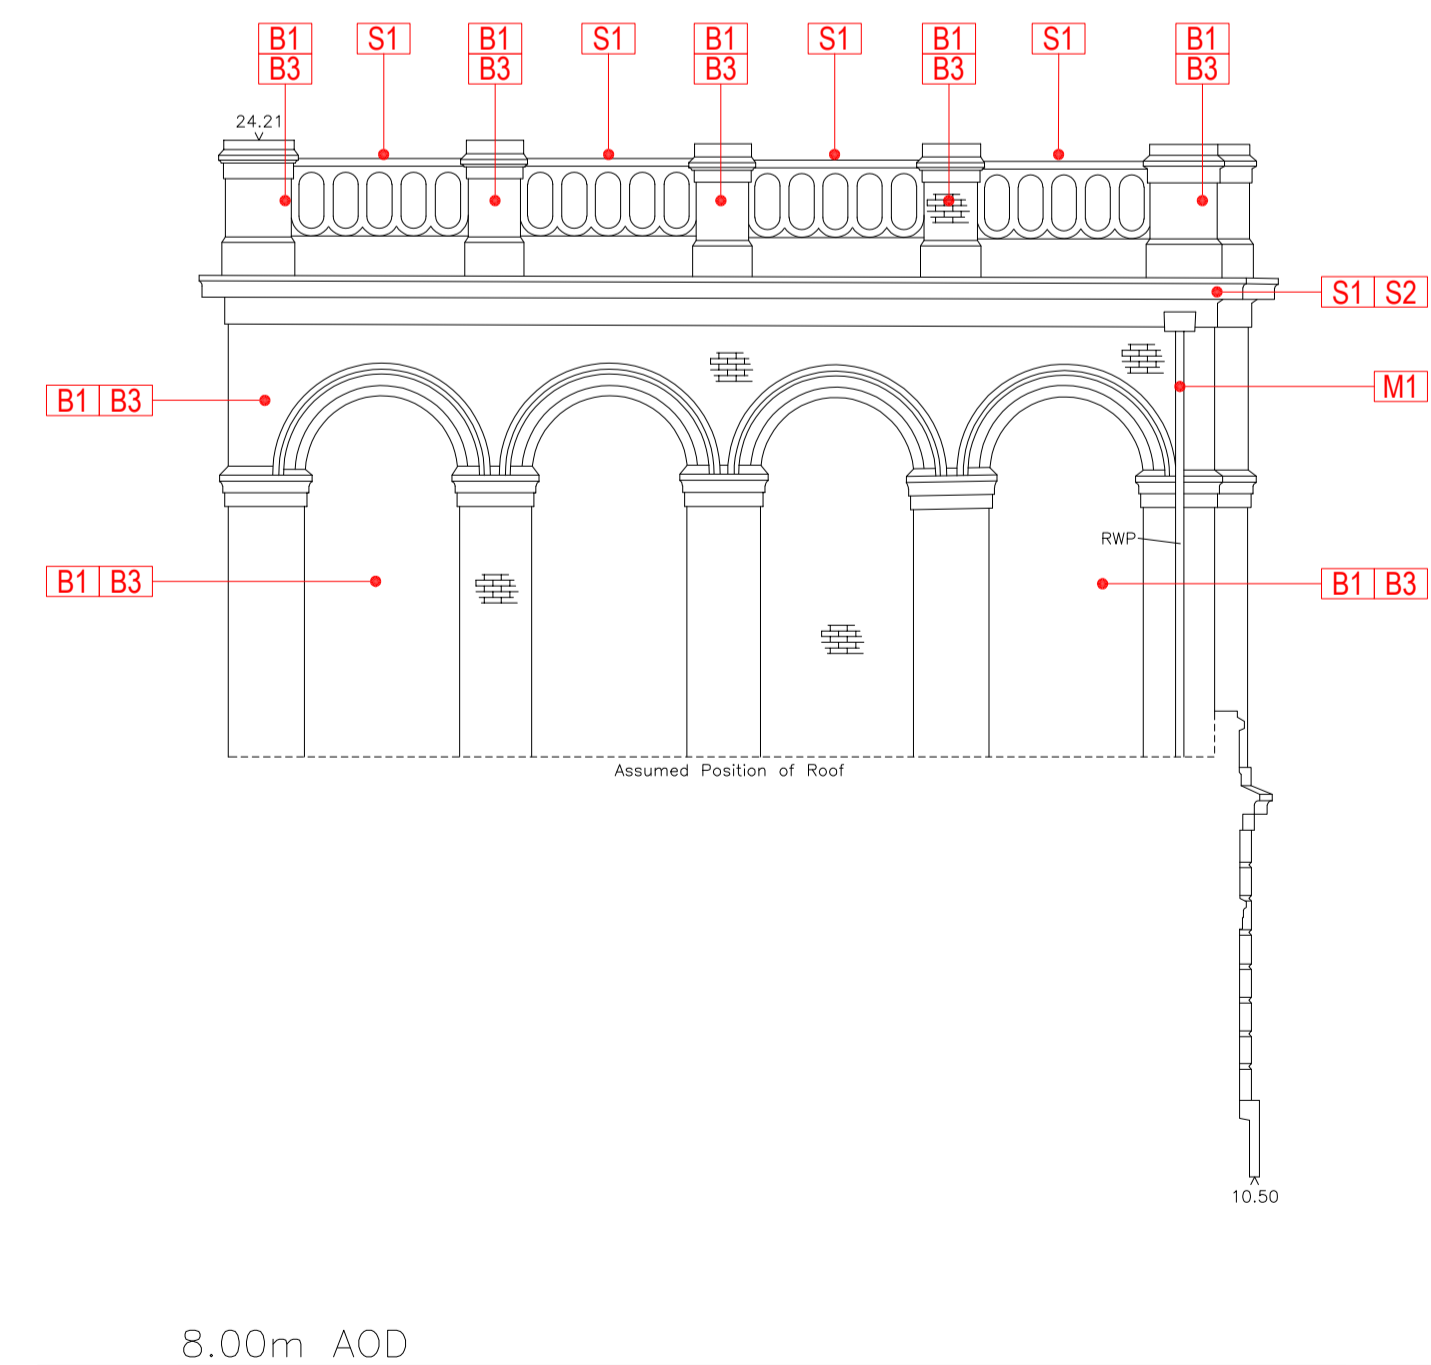 B1 S1 B1 S1 B1 S1 B1 S1 B1
B3 B3 B3 B3 B3
24.21
S1 S2
M1
B1 B3
RWP
B1 B3
B1 B3
Assumed Position of Roof
10.50
8.00m AOD